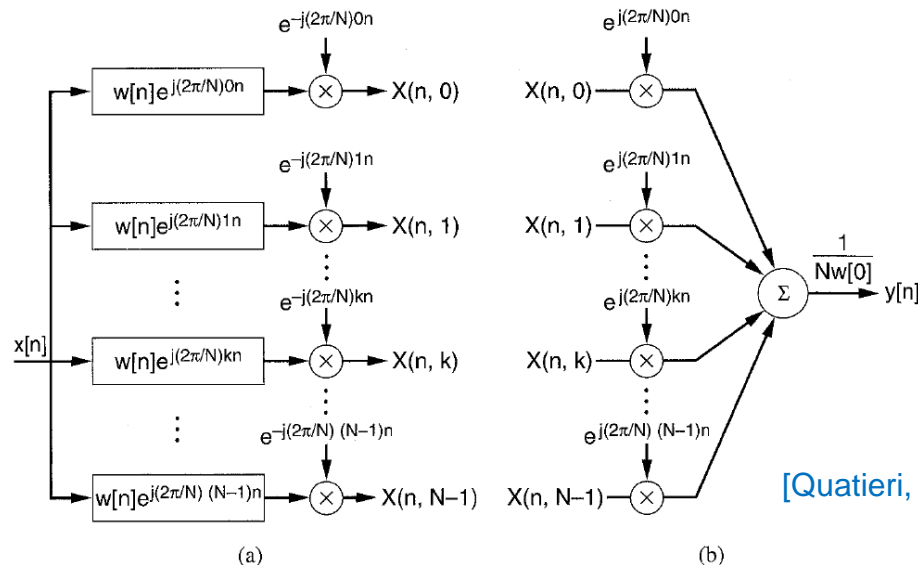 e^{-j(2π/N)0n}
w[n]e^{j(2π/N)0n}
×
X(n, 0)
e^{-j(2π/N)1n}
w[n]e^{j(2π/N)1n}
×
X(n, 1)
x[n]
e^{-j(2π/N)kn}
w[n]e^{j(2π/N)kn}
×
X(n, k)
e^{-j(2π/N) (N–1)n}
w[n]e^{j(2π/N) (N–1)n}
×
X(n, N–1)
(a)
e^{j(2π/N)0n}
X(n, 0)
×
e^{j(2π/N)1n}
X(n, 1)
×
e^{j(2π/N)kn}
X(n, k)
×
e^{j(2π/N) (N–1)n}
X(n, N–1)
×
Σ
1
Nw[0]
y[n]
(b)
[Quatieri,